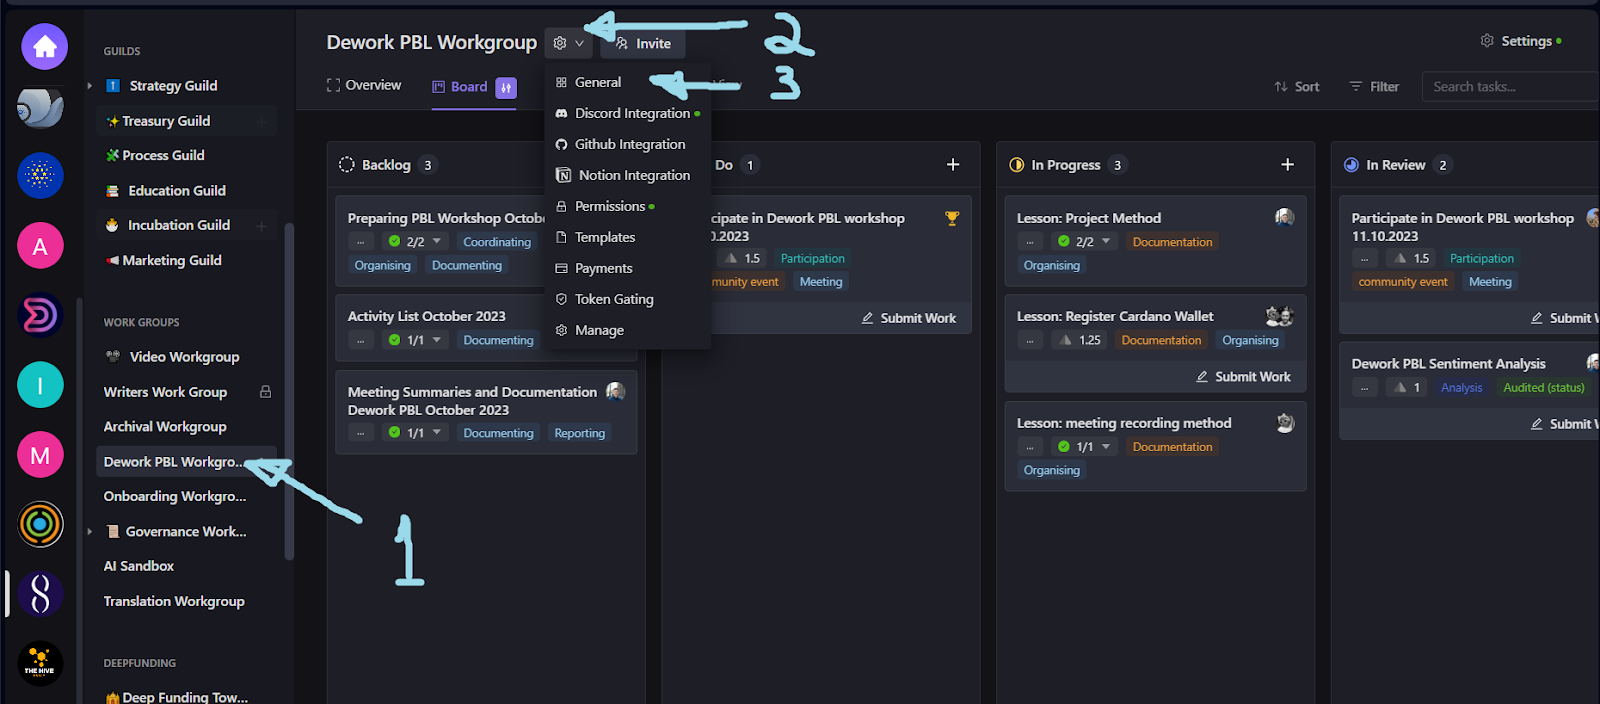 GUILDS
Strategy Guild
Treasury Guild
Process Guild
Education Guild
Incubation Guild
Marketing Guild
WORK GROUPS
Video Workgroup
Writers Work Group
Archival Workgroup
Dework PBL Workgro...
Onboarding Workgro...
Governance Work...
AI Sandbox
Translation Workgroup
DEEPFUNDING
Deep Funding Tow...
A
I
M
THE HIVE
1
Dework PBL Workgroup
Invite
2
Settings
Overview
Board
View
3
Sort
Filter
Search tasks...
General
Discord Integration
Github Integration
Notion Integration
Permissions
Templates
Payments
Token Gating
Manage
Backlog 3
Preparing PBL Workshop Octob
... 2/2 Coordinating
Organising Documenting
Activity List October 2023
... 1/1 Documenting
Meeting Summaries and Documentation
Dework PBL October 2023
... 1/1 Documenting Reporting
Do 1 +
cipate in Dework PBL workshop
0.2023
1.5 Participation
munity event Meeting
Submit Work
In Progress 3 +
Lesson: Project Method
... 2/2 Documentation
Organising
Lesson: Register Cardano Wallet
... 1.25 Documentation Organising
Submit Work
Lesson: meeting recording method
... 1/1 Documentation
Organising
In Review 2
Participate in Dework PBL workshop
11.10.2023
... 1.5 Participation
community event Meeting
Submit W
Dework PBL Sentiment Analysis
... 1 Analysis Audited (status)
Submit W